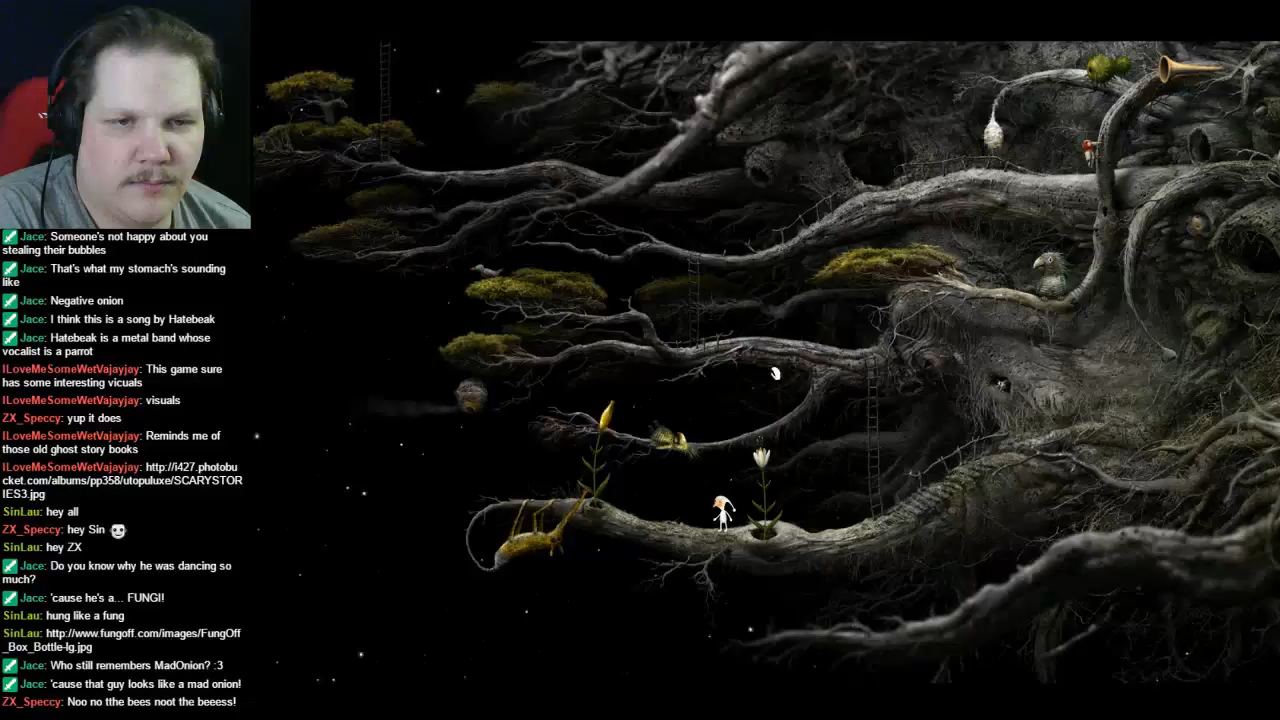 Jace: Someone's not happy about you
stealing their bubbles
Jace: That's what my stomach's sounding
like
Jace: Negative onion
Jace: I think this is a song by Hatebeak
Jace: Hatebeak is a metal band whose
vocalist is a parrot
ILoveMeSomeWetVajayjay: This game sure
has some interesting vicuals
ILoveMeSomeWetVajayjay: visuals
ZX_Speccy: yup it does
ILoveMeSomeWetVajayjay: Reminds me of
those old ghost story books
ILoveMeSomeWetVajayjay: http://i427.photobu
cket.com/albums/pp358/utopuluxe/SCARYSTOR
IES3.jpg
SinLau: hey all
ZX_Speccy: hey Sin
SinLau: hey ZX
Jace: Do you know why he was dancing so
much?
Jace: 'cause he's a... FUNGI!
SinLau: hung like a fung
SinLau: http://www.fungoff.com/images/FungOff
_Box_Bottle-lg.jpg
Jace: Who still remembers MadOnion? :3
Jace: 'cause that guy looks like a mad onion!
ZX_Speccy: Noo no tthe bees noot the beeess!